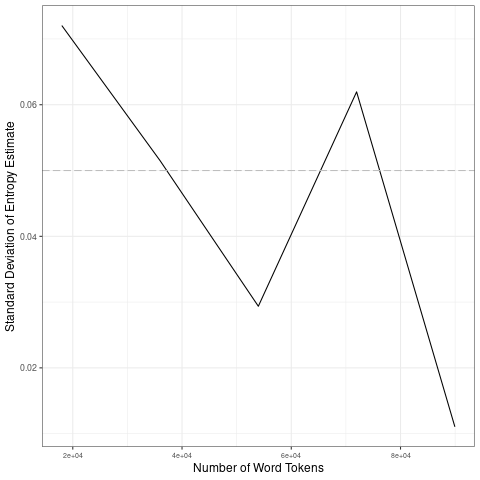 Standard Deviation of Entropy Estimate
0.06
0.04
0.02
2e+04 4e+04 6e+04 8e+04
Number of Word Tokens